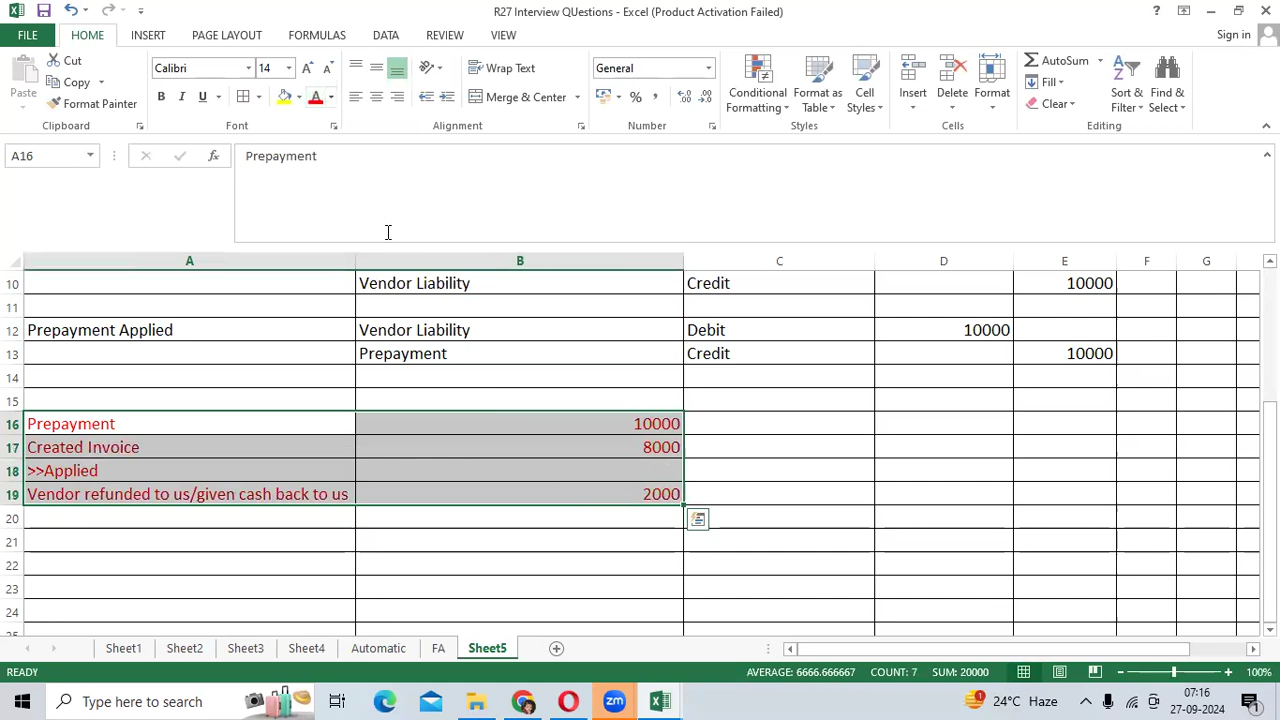 R27 Interview QUestions - Excel (Product Activation Failed)
FILE HOME INSERT PAGE LAYOUT FORMULAS DATA REVIEW VIEW Sign in
Paste Cut Copy Format Painter Clipboard
Calibri 14 B I U A Font
Wrap Text Merge & Center Alignment
General % Number
Conditional Formatting Format as Table Cell Styles Styles
Insert Delete Format Cells
AutoSum Fill Clear Sort & Filter Find & Select Editing
A16 fx Prepayment
A B C D E F G
10 Vendor Liability Credit 10000
11
12 Prepayment Applied Vendor Liability Debit 10000
13 Prepayment Credit 10000
14
15
16 Prepayment 10000
17 Created Invoice 8000
18 >>Applied
19 Vendor refunded to us/given cash back to us 2000
20
21
22
23
24
25
Sheet1 Sheet2 Sheet3 Sheet4 Automatic FA Sheet5
READY AVERAGE: 6666.666667 COUNT: 7 SUM: 20000 100%
Type here to search zm 24°C Haze 07:16
27-09-2024 1